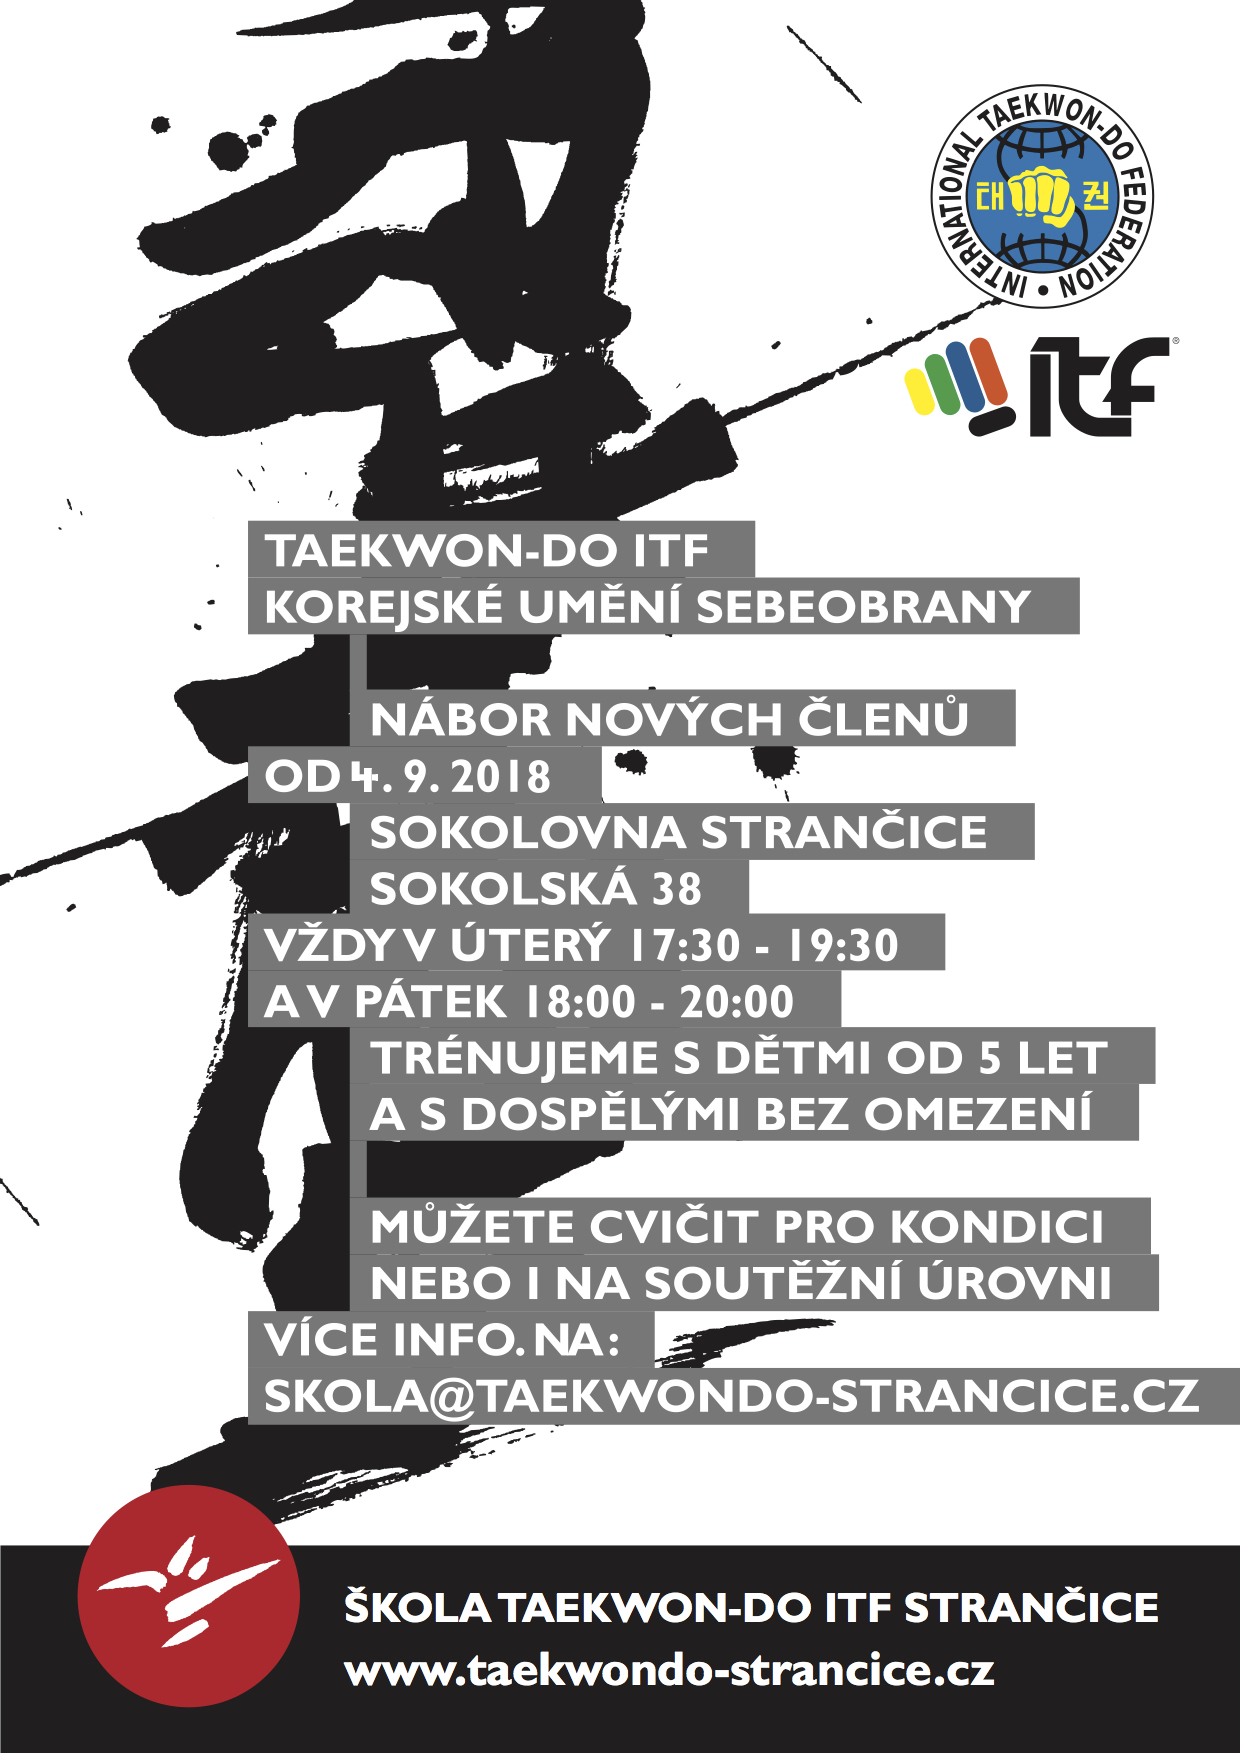 INTERNATIONAL TAEKWON-DO FEDERATION
태권
itf®
TAEKWON-DO ITF
KOREJSKÉ UMĚNÍ SEBEOBRANY
NÁBOR NOVÝCH ČLENŮ
OD 4. 9. 2018
SOKOLOVNA STRANČICE
SOKOLSKÁ 38
VŽDY V ÚTERÝ 17:30 - 19:30
A V PÁTEK 18:00 - 20:00
TRÉNUJEME S DĚTMI OD 5 LET
A S DOSPĚLÝMI BEZ OMEZENÍ
MŮŽETE CVIČIT PRO KONDICI
NEBO I NA SOUTĚŽNÍ ÚROVNI
VÍCE INFO. NA:
SKOLA@TAEKWONDO-STRANCICE.CZ
ŠKOLA TAEKWON-DO ITF STRANČICE
www.taekwondo-strancice.cz